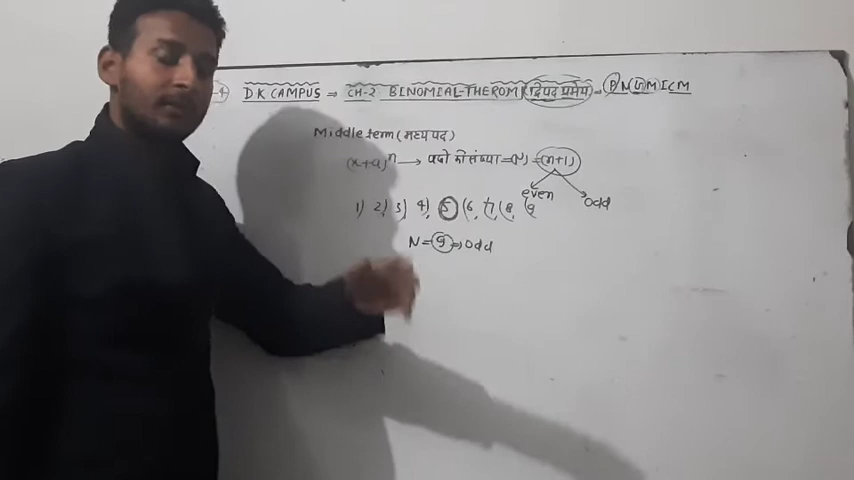 DK CAMPUS ⇒ CH-2 BINOMIAL-THEROM (द्विपद प्रमेय)
Middle term (मध्य पद)
(x+a)^n → पदो की संख्या = (N) = (n+1)
even odd
1) 2) 3) 4) 5 (6 (7 (8 (9
N = 9 ⇒ odd